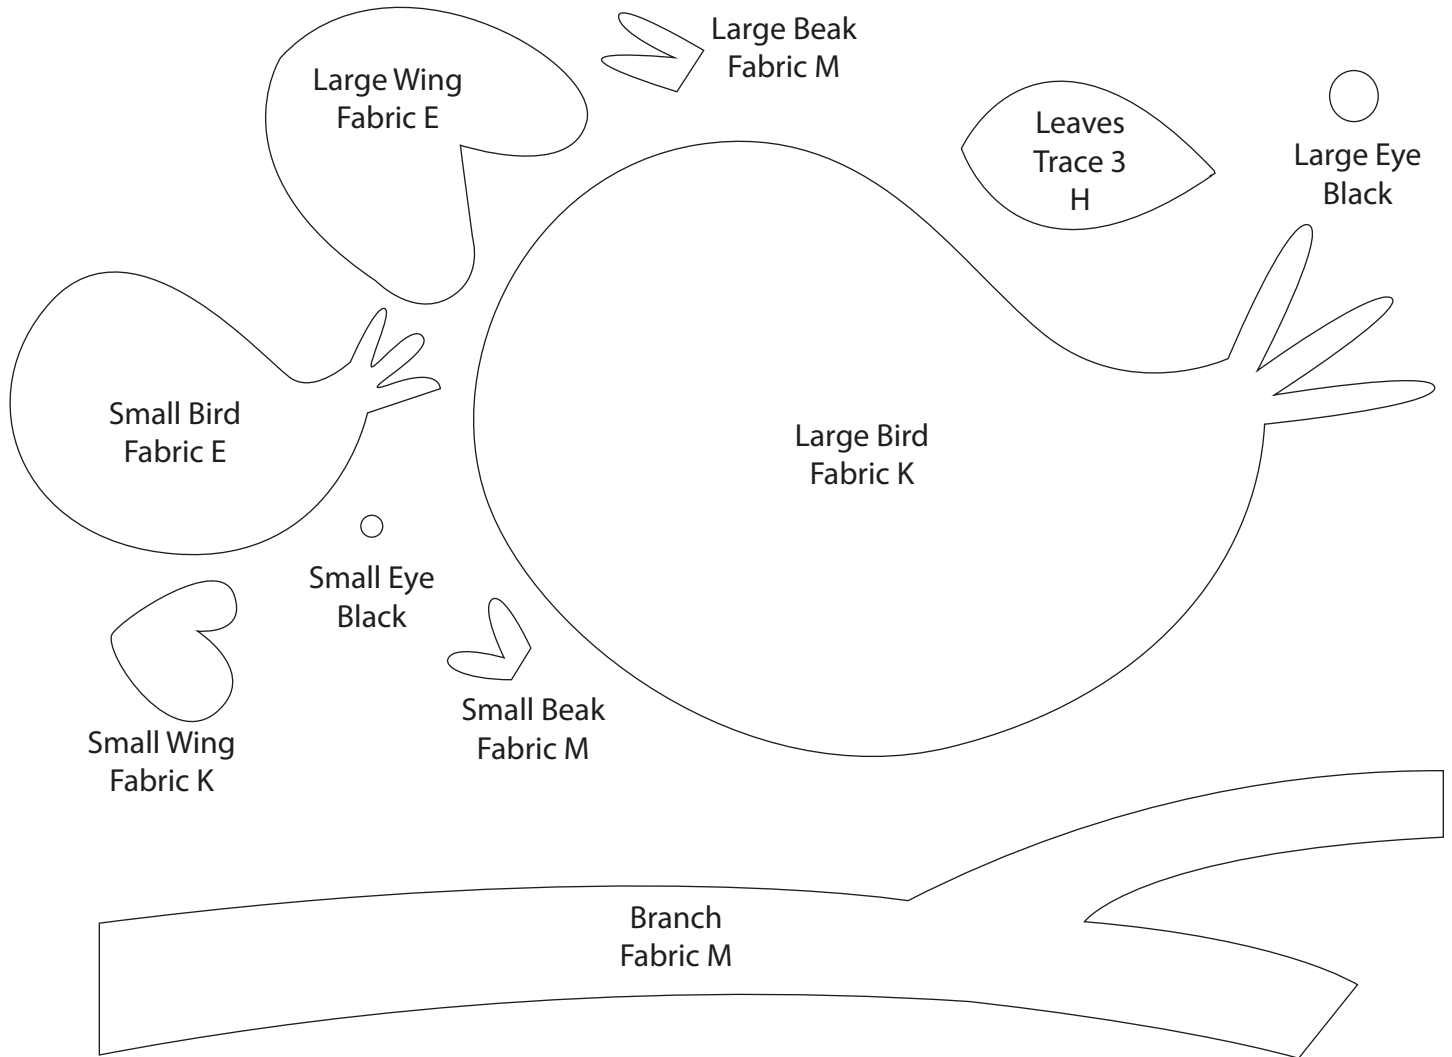 Large Beak
Fabric M
Large Wing
Fabric E
Leaves
Trace 3
H
Large Eye
Black
Small Bird
Fabric E
Large Bird
Fabric K
Small Eye
Black
Small Beak
Fabric M
Small Wing
Fabric K
Branch
Fabric M